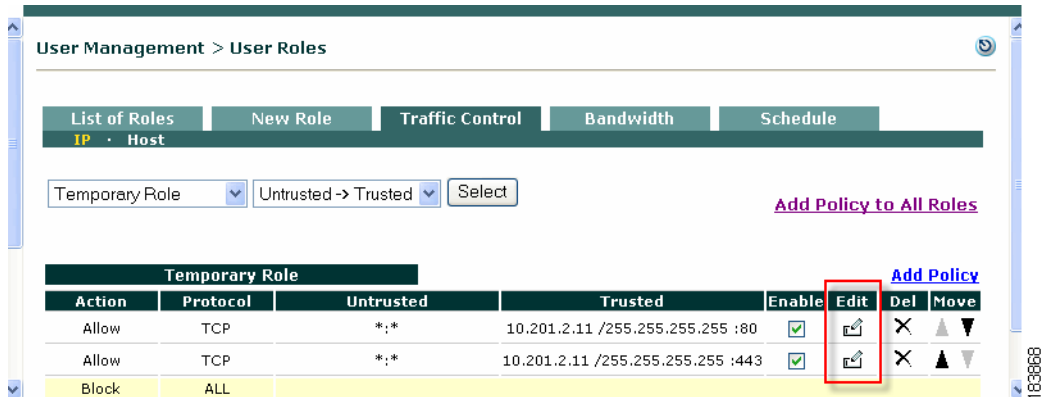 User Management > User Roles
List of Roles New Role Traffic Control Bandwidth Schedule
IP · Host
Temporary Role Untrusted -> Trusted Select
Add Policy to All Roles
Temporary Role Add Policy
Action Protocol Untrusted Trusted Enable Edit Del Move
Allow TCP *:* 10.201.2.11 /255.255.255.255 :80
Allow TCP *:* 10.201.2.11 /255.255.255.255 :443
Block ALL
183868